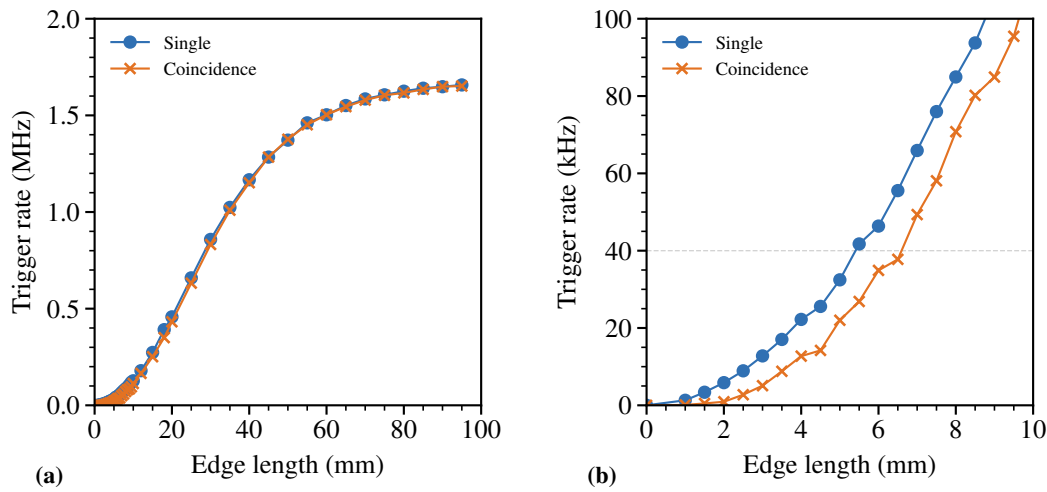 2.0
1.5
1.0
0.5
0.0
Trigger rate (MHz)
Single
Coincidence
0 20 40 60 80 100
Edge length (mm)
(a)
100
80
60
40
20
0
Trigger rate (kHz)
Single
Coincidence
0 2 4 6 8 10
Edge length (mm)
(b)